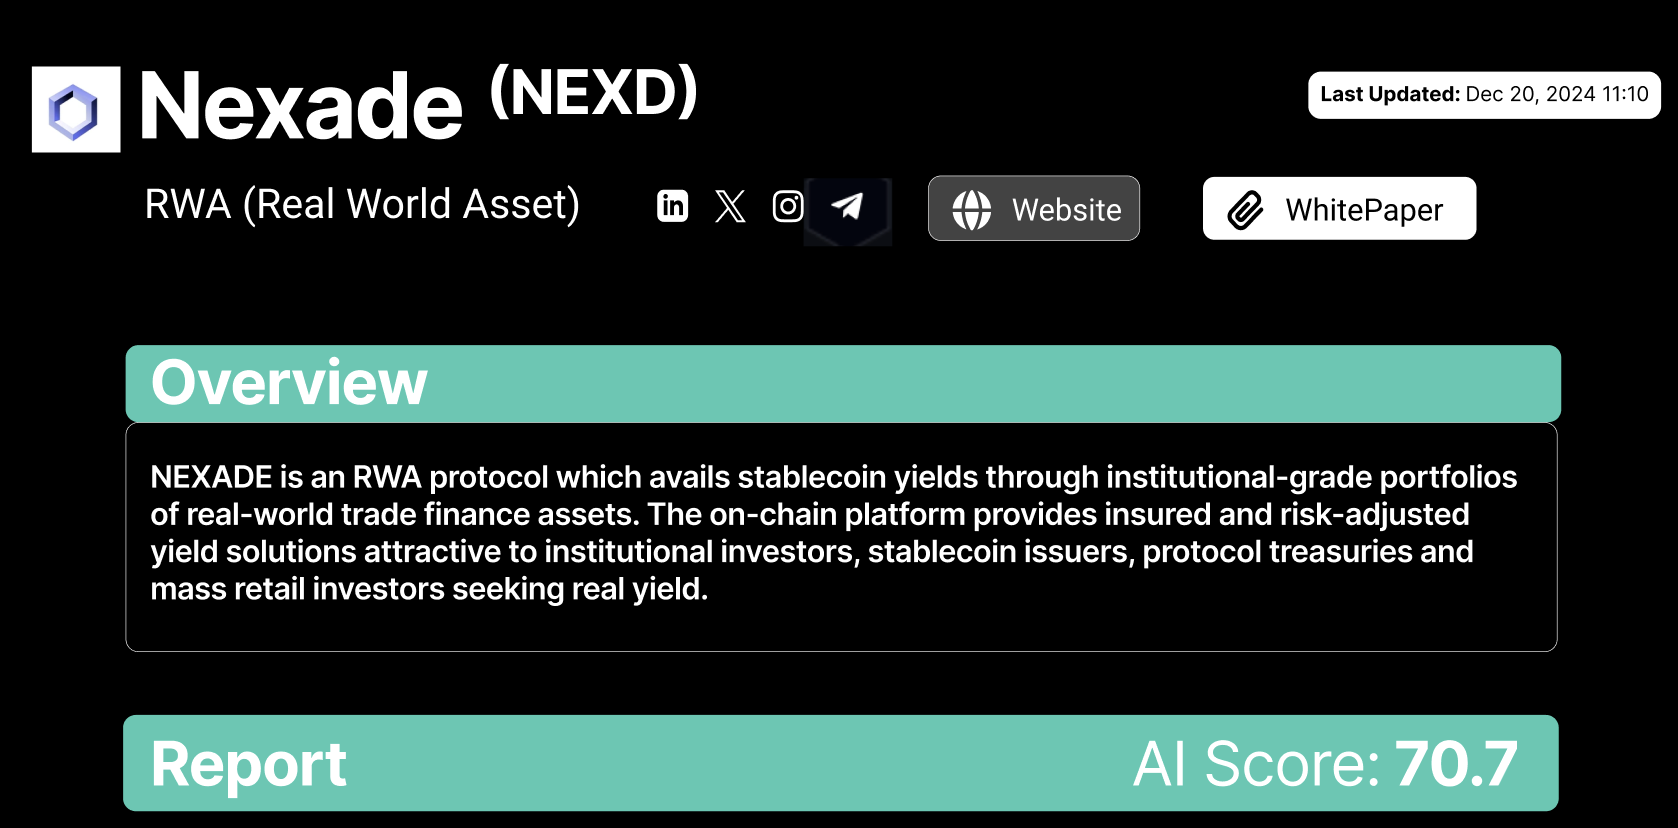 Nexade (NEXD)
Last Updated: Dec 20, 2024 11:10
RWA (Real World Asset)
in
Website
WhitePaper
Overview
NEXADE is an RWA protocol which avails stablecoin yields through institutional-grade portfolios
of real-world trade finance assets. The on-chain platform provides insured and risk-adjusted
yield solutions attractive to institutional investors, stablecoin issuers, protocol treasuries and
mass retail investors seeking real yield.
Report
AI Score: 70.7